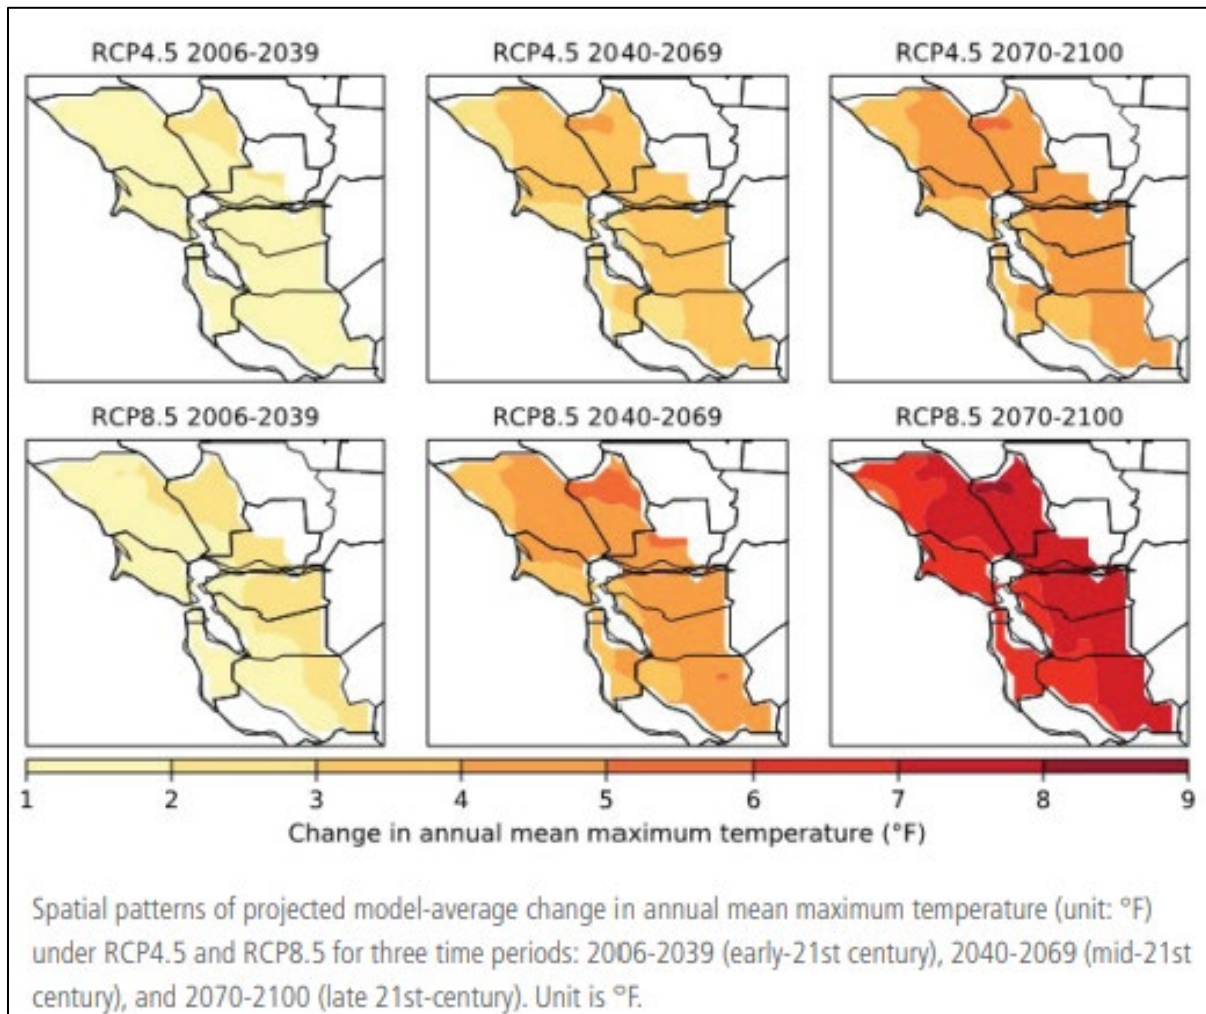 RCP4.5 2006-2039
RCP4.5 2040-2069
RCP4.5 2070-2100
RCP8.5 2006-2039
RCP8.5 2040-2069
RCP8.5 2070-2100
1 2 3 4 5 6 7 8 9
Change in annual mean maximum temperature (°F)
Spatial patterns of projected model-average change in annual mean maximum temperature (unit: °F)
under RCP4.5 and RCP8.5 for three time periods: 2006-2039 (early-21st century), 2040-2069 (mid-21st
century), and 2070-2100 (late 21st-century). Unit is °F.